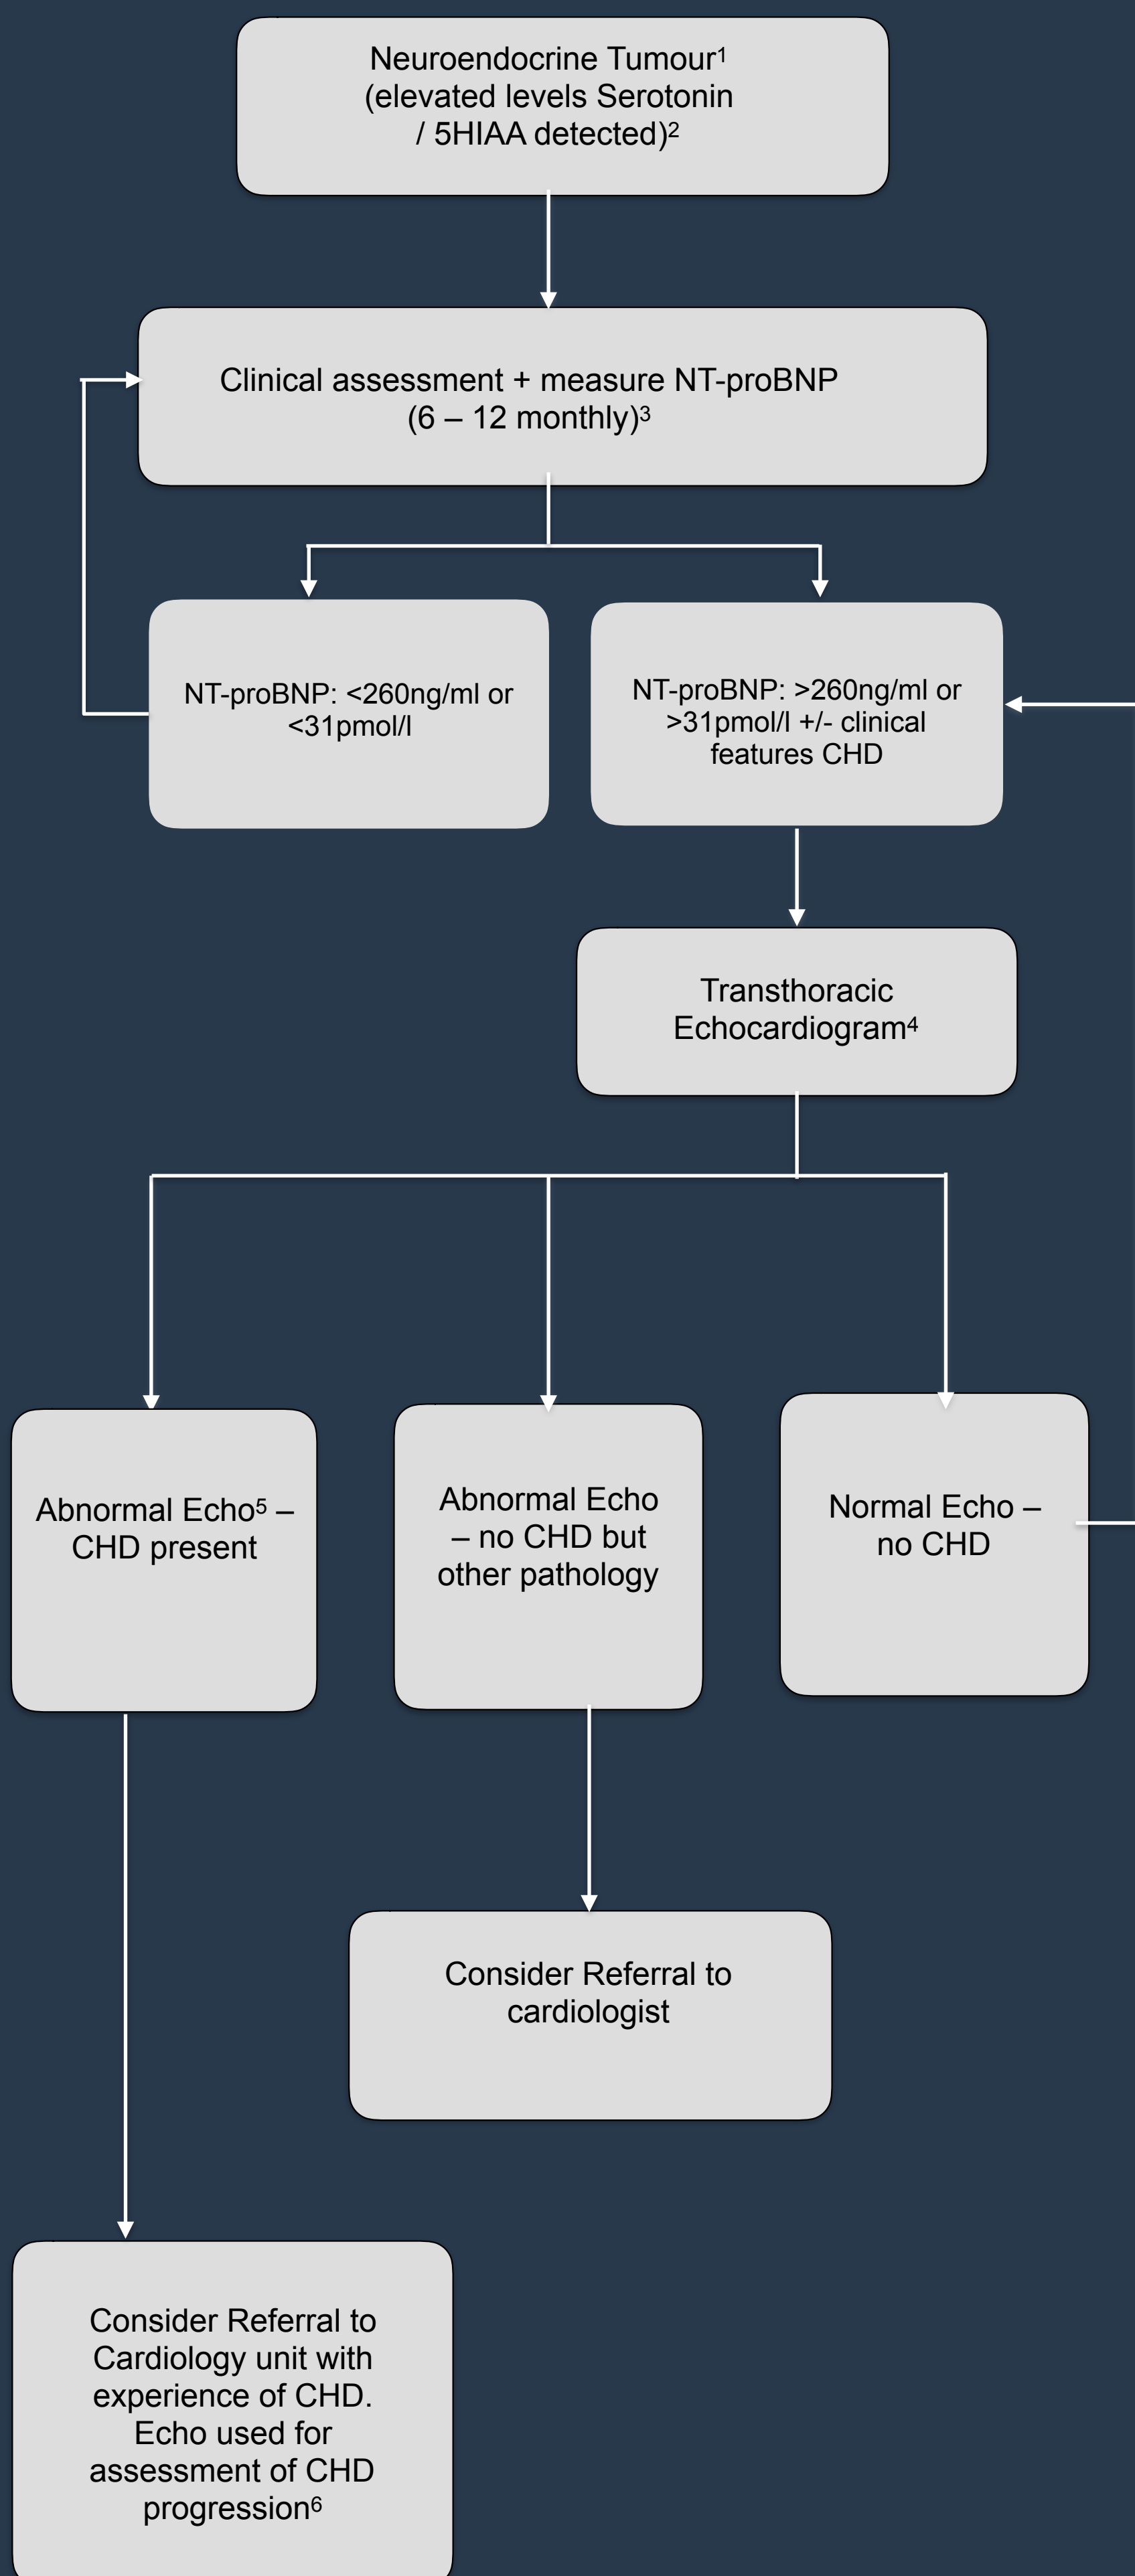 Neuroendocrine Tumour¹
(elevated levels Serotonin
/ 5HIAA detected)²
Clinical assessment + measure NT-proBNP
(6 – 12 monthly)³
NT-proBNP: <260ng/ml or
<31pmol/l
NT-proBNP: >260ng/ml or
>31pmol/l +/- clinical
features CHD
Transthoracic
Echocardiogram⁴
Abnormal Echo⁵ –
CHD present
Abnormal Echo
– no CHD but
other pathology
Normal Echo –
no CHD
Consider Referral to
cardiologist
Consider Referral to
Cardiology unit with
experience of CHD.
Echo used for
assessment of CHD
progression⁶